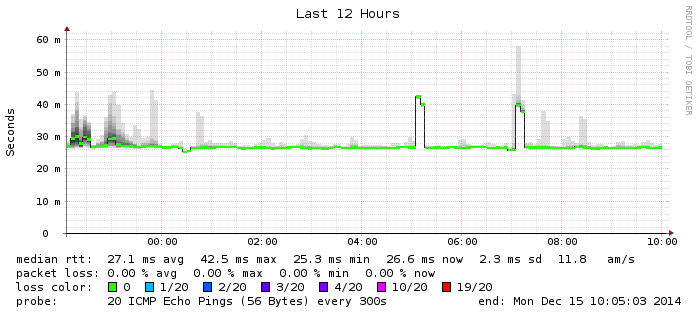 Last 12 Hours
RRDTOOL / TOBI OETIKER
Seconds
60 m
50 m
40 m
30 m
20 m
10 m
0
00:00 02:00 04:00 06:00 08:00 10:00
median rtt: 27.1 ms avg 42.5 ms max 25.3 ms min 26.6 ms now 2.3 ms sd 11.8 am/s
packet loss: 0.00 % avg 0.00 % max 0.00 % min 0.00 % now
loss color: 0 1/20 2/20 3/20 4/20 10/20 19/20
probe: 20 ICMP Echo Pings (56 Bytes) every 300s end: Mon Dec 15 10:05:03 2014